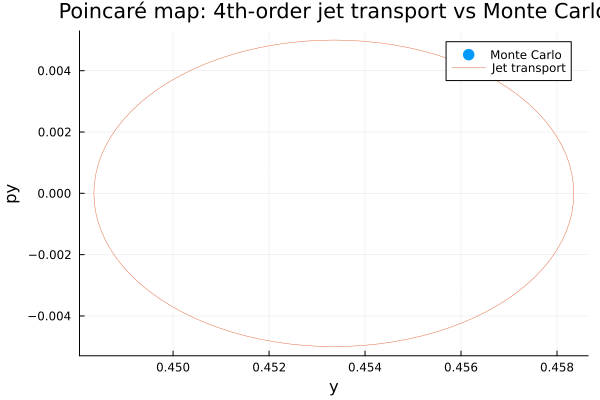 Poincaré map: 4th-order jet transport vs Monte Carlo
Monte Carlo
Jet transport
py
0.004
0.002
0.000
−0.002
−0.004
0.450
0.452
0.454
0.456
0.458
y